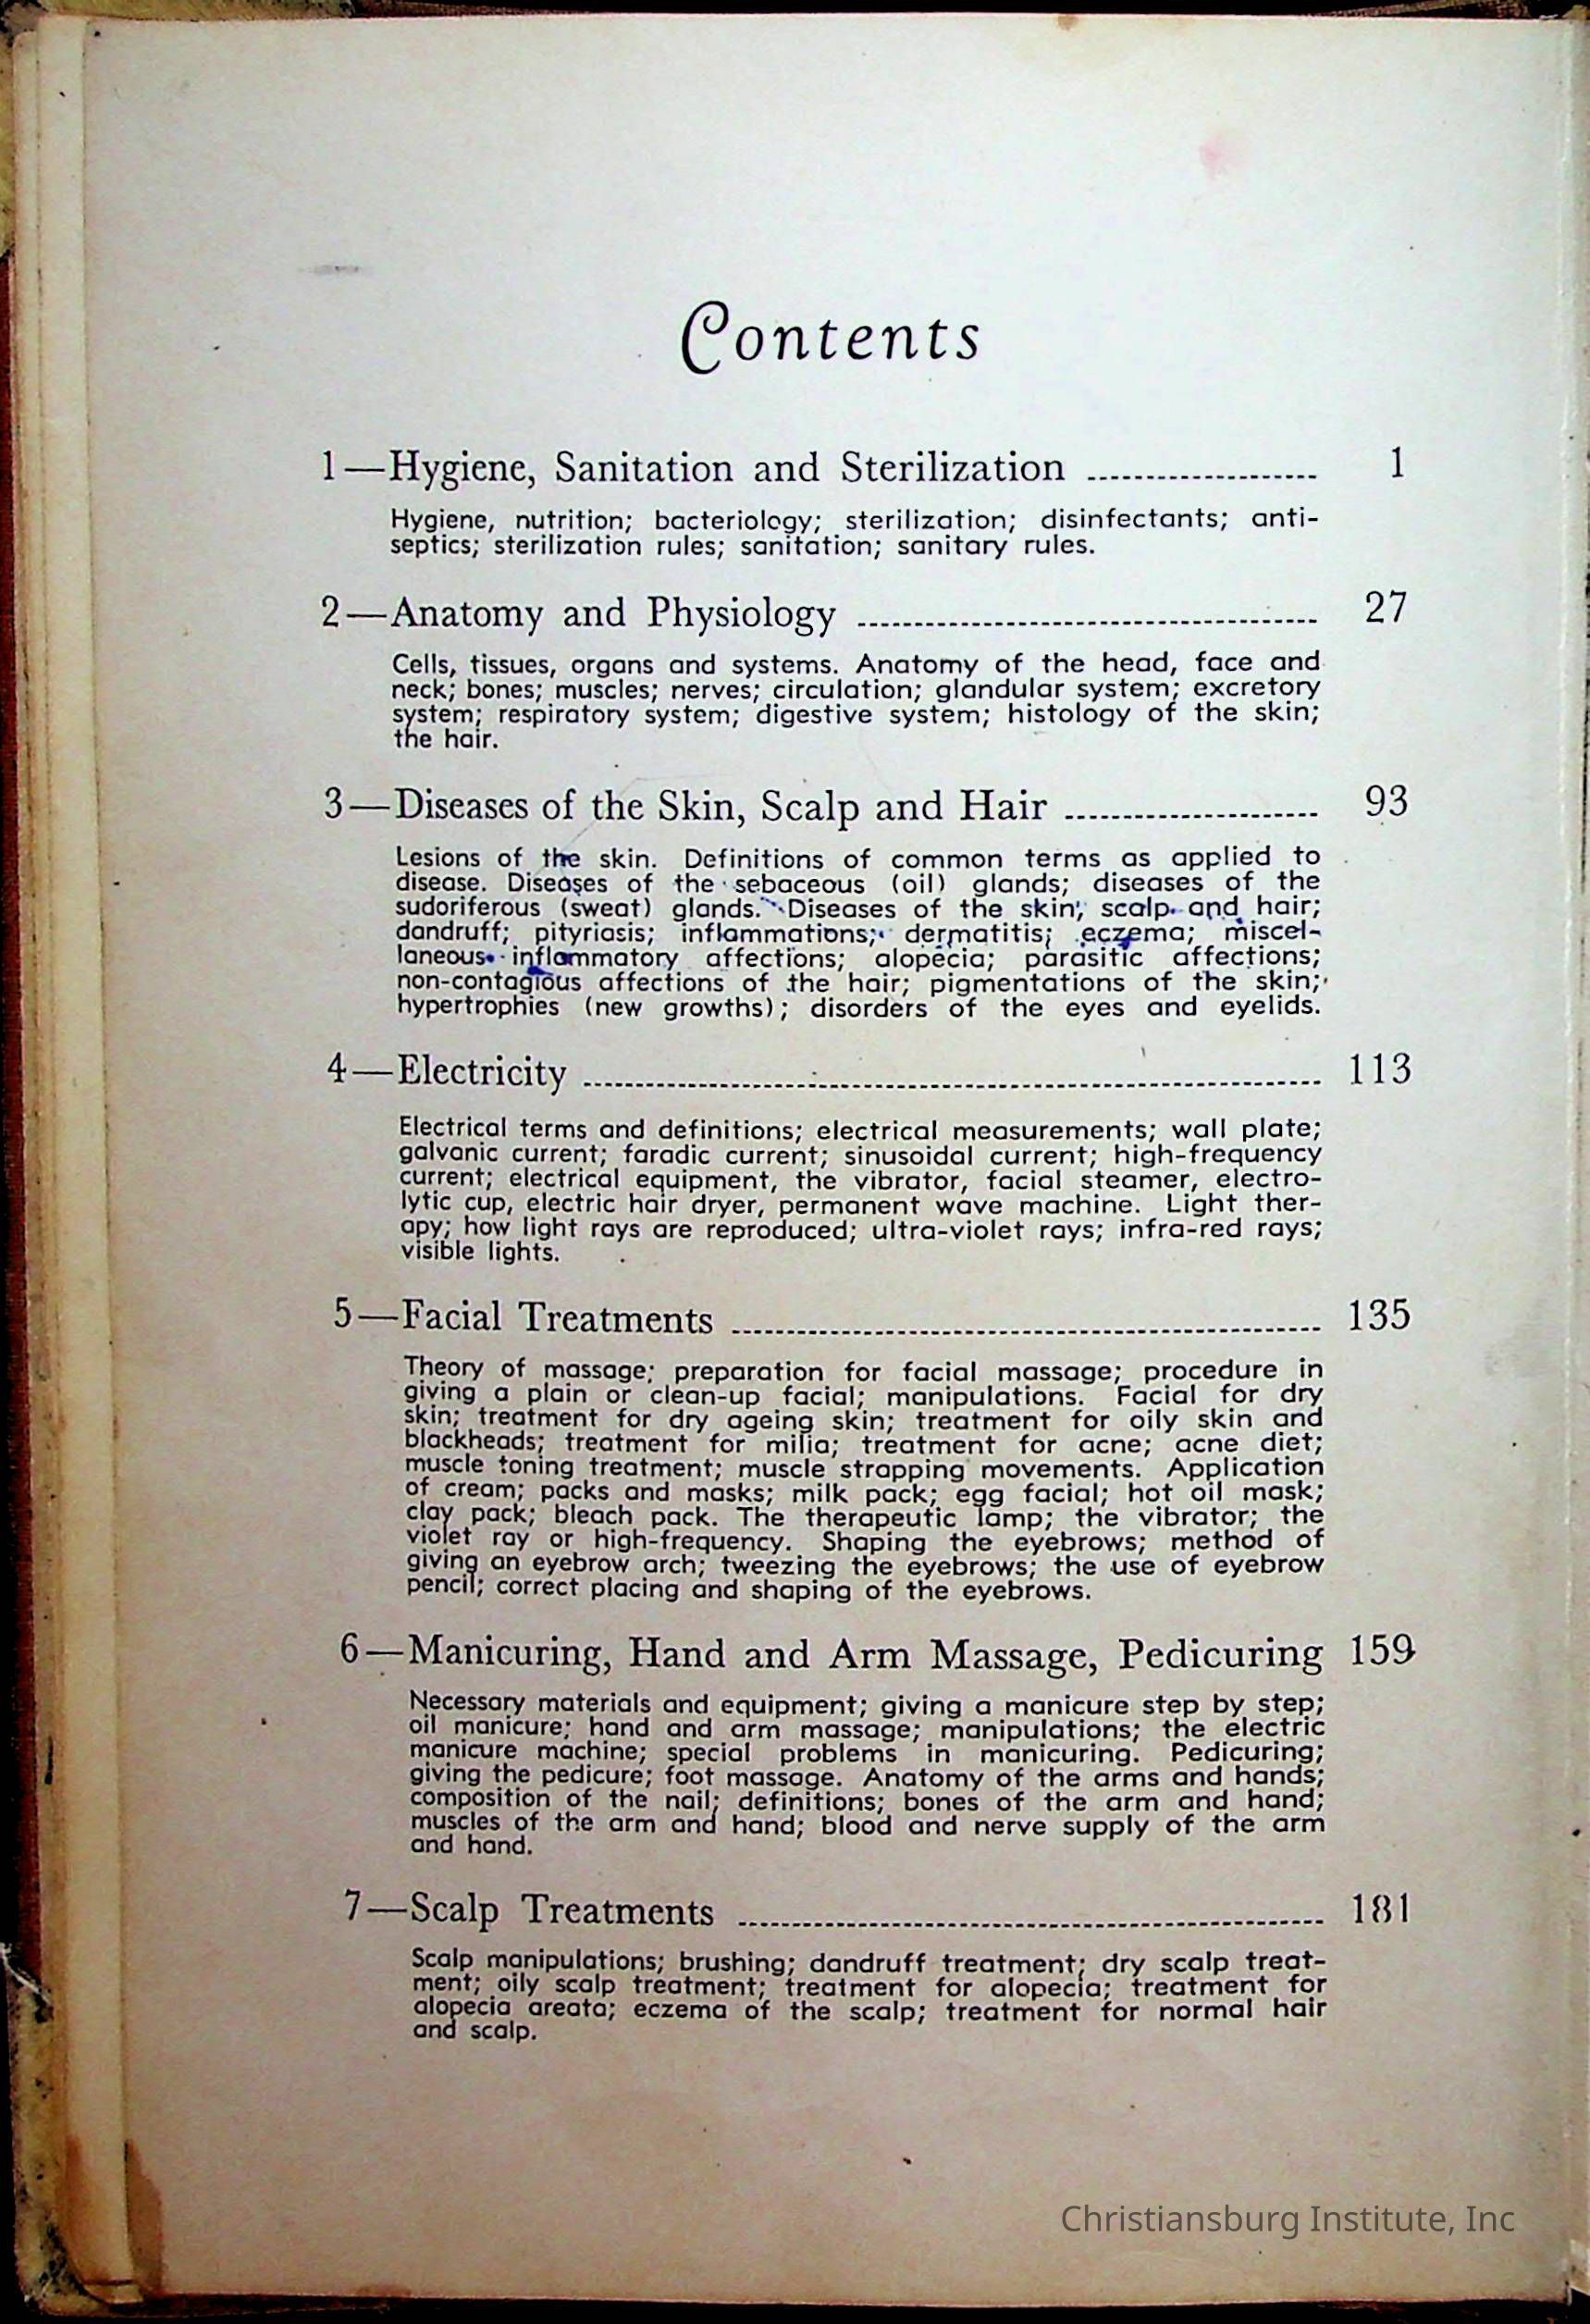 Contents
1—Hygiene, Sanitation and Sterilization 1
Hygiene, nutrition; bacteriology; sterilization; disinfectants; anti-
septics; sterilization rules; sanitation; sanitary rules.
2—Anatomy and Physiology 27
Cells, tissues, organs and systems. Anatomy of the head, face and
neck; bones; muscles; nerves; circulation; glandular system; excretory
system; respiratory system; digestive system; histology of the skin;
the hair.
3—Diseases of the Skin, Scalp and Hair 93
Lesions of the skin. Definitions of common terms as applied to
disease. Diseases of the sebaceous (oil) glands; diseases of the
sudoriferous (sweat) glands. Diseases of the skin, scalp and hair;
dandruff; pityriasis; inflammations; dermatitis; eczema; miscel-
laneous inflammatory affections; alopecia; parasitic affections;
non-contagious affections of the hair; pigmentations of the skin;
hypertrophies (new growths); disorders of the eyes and eyelids.
4—Electricity 113
Electrical terms and definitions; electrical measurements; wall plate;
galvanic current; faradic current; sinusoidal current; high-frequency
current; electrical equipment, the vibrator, facial steamer, electro-
lytic cup, electric hair dryer, permanent wave machine. Light ther-
apy; how light rays are reproduced; ultra-violet rays; infra-red rays;
visible lights.
5—Facial Treatments 135
Theory of massage; preparation for facial massage; procedure in
giving a plain or clean-up facial; manipulations. Facial for dry
skin; treatment for dry ageing skin; treatment for oily skin and
blackheads; treatment for milia; treatment for acne; acne diet;
muscle toning treatment; muscle strapping movements. Application
of cream; packs and masks; milk pack; egg facial; hot oil mask;
clay pack; bleach pack. The therapeutic lamp; the vibrator; the
violet ray or high-frequency. Shaping the eyebrows; method of
giving an eyebrow arch; tweezing the eyebrows; the use of eyebrow
pencil; correct placing and shaping of the eyebrows.
6—Manicuring, Hand and Arm Massage, Pedicuring 159
Necessary materials and equipment; giving a manicure step by step;
oil manicure; hand and arm massage; manipulations; the electric
manicure machine; special problems in manicuring. Pedicuring;
giving the pedicure; foot massage. Anatomy of the arms and hands;
composition of the nail; definitions; bones of the arm and hand;
muscles of the arm and hand; blood and nerve supply of the arm
and hand.
7—Scalp Treatments 181
Scalp manipulations; brushing; dandruff treatment; dry scalp treat-
ment; oily scalp treatment; treatment for alopecia; treatment for
alopecia areata; eczema of the scalp; treatment for normal hair
and scalp.
Christiansburg Institute, Inc